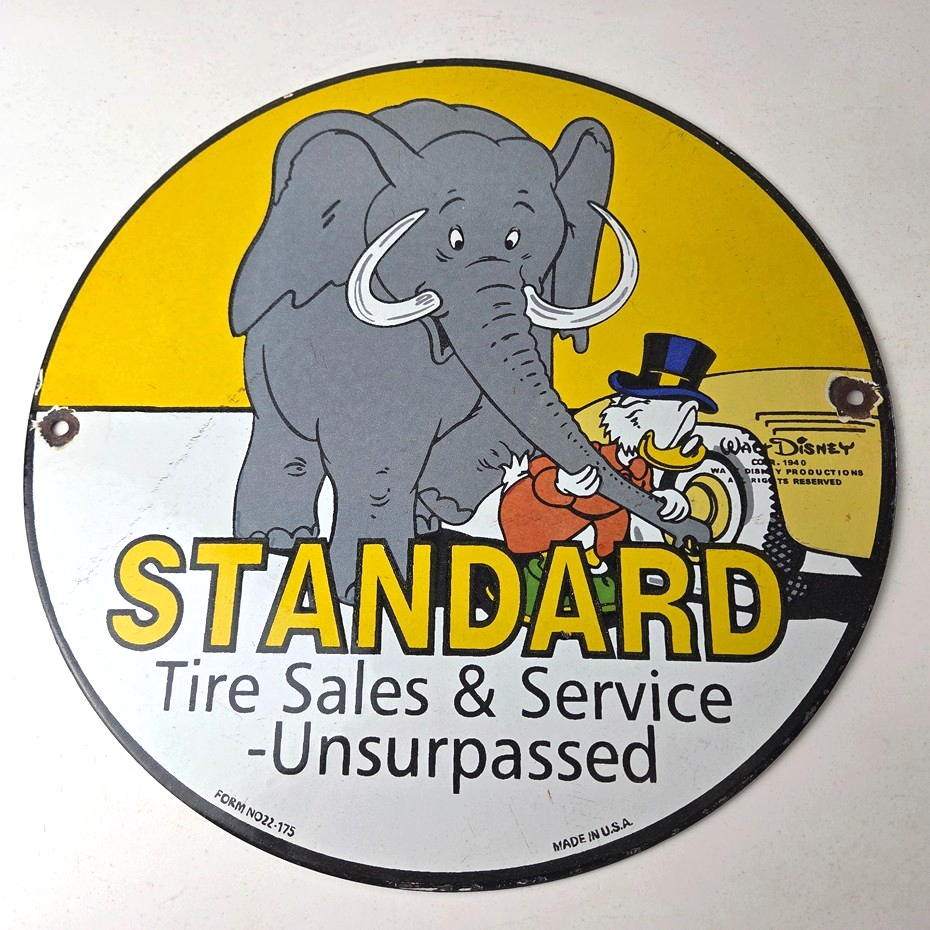 WALT DISNEY
COPR. 1940
WALT DISNEY PRODUCTIONS
ALL RIGHTS RESERVED
STANDARD
Tire Sales & Service
-Unsurpassed
FORM NO22-175
MADE IN U.S.A.